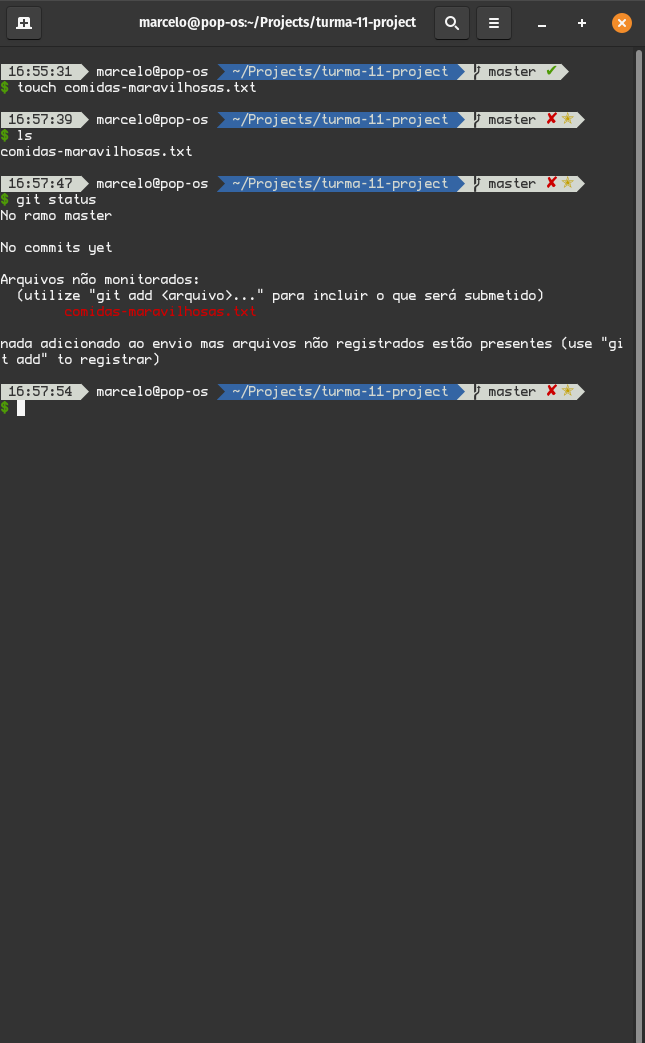 marcelo@pop-os:~/Projects/turma-11-project
16:55:31 marcelo@pop-os ~/Projects/turma-11-project master ✔
$ touch comidas-maravilhosas.txt
16:57:39 marcelo@pop-os ~/Projects/turma-11-project master ✘ ★
$ ls
comidas-maravilhosas.txt
16:57:47 marcelo@pop-os ~/Projects/turma-11-project master ✘ ★
$ git status
No ramo master
No commits yet
Arquivos não monitorados:
(utilize "git add <arquivo>..." para incluir o que será submetido)
comidas-maravilhosas.txt
nada adicionado ao envio mas arquivos não registrados estão presentes (use "gi
t add" to registrar)
16:57:54 marcelo@pop-os ~/Projects/turma-11-project master ✘ ★
$